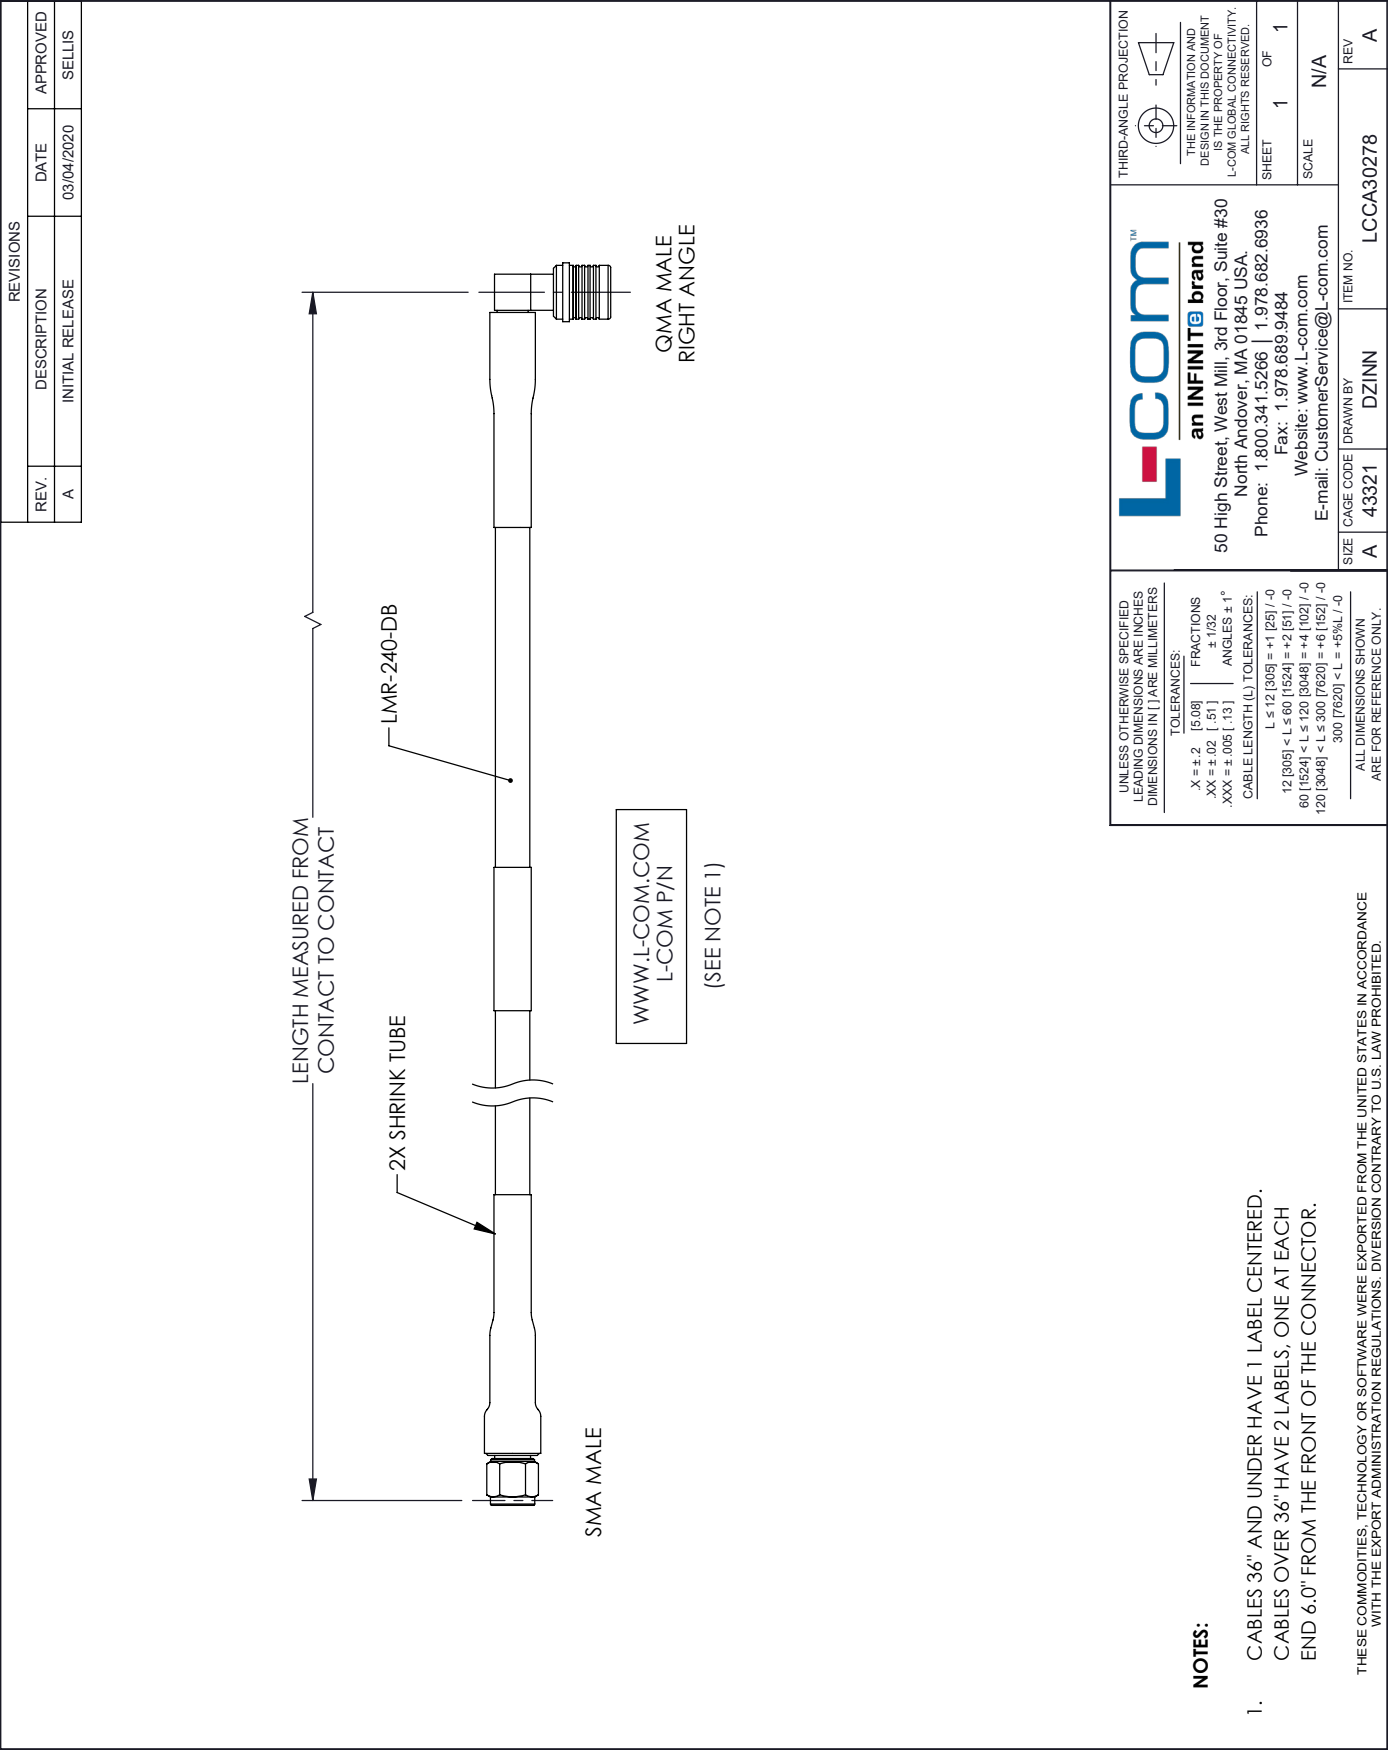 REVISIONS
REV. DESCRIPTION DATE APPROVED
A INITIAL RELEASE 03/04/2020 SELLIS
LENGTH MEASURED FROM
CONTACT TO CONTACT
2X SHRINK TUBE
LMR-240-DB
SMA MALE
QMA MALE
RIGHT ANGLE
WWW.L-COM.COM
L-COM P/N
(SEE NOTE 1)
NOTES:
1. CABLES 36" AND UNDER HAVE 1 LABEL CENTERED.
CABLES OVER 36" HAVE 2 LABELS, ONE AT EACH
END 6.0" FROM THE FRONT OF THE CONNECTOR.
THESE COMMODITIES, TECHNOLOGY OR SOFTWARE WERE EXPORTED FROM THE UNITED STATES IN ACCORDANCE
WITH THE EXPORT ADMINISTRATION REGULATIONS. DIVERSION CONTRARY TO U.S. LAW PROHIBITED.
UNLESS OTHERWISE SPECIFIED
LEADING DIMENSIONS ARE INCHES
DIMENSIONS IN [ ] ARE MILLIMETERS
TOLERANCES:
.X = ± .2 [5.08] FRACTIONS
.XX = ± .02 [ .51 ] ± 1/32
.XXX = ± .005 [ .13 ] ANGLES ± 1°
CABLE LENGTH (L) TOLERANCES:
L ≤ 12 [305] = +1 [25] / -0
12 [305] < L ≤ 60 [1524] = +2 [51] / -0
60 [1524] < L ≤ 120 [3048] = +4 [102] / -0
120 [3048] < L ≤ 300 [7620] = +6 [152] / -0
300 [7620] < L = +5%L / -0
ALL DIMENSIONS SHOWN
ARE FOR REFERENCE ONLY.
L-com™
an INFINITe brand
50 High Street, West Mill, 3rd Floor, Suite #30
North Andover, MA 01845 USA.
Phone: 1.800.341.5266 | 1.978.682.6936
Fax: 1.978.689.9484
Website: www.L-com.com
E-mail: CustomerService@L-com.com
THIRD-ANGLE PROJECTION
THE INFORMATION AND
DESIGN IN THIS DOCUMENT
IS THE PROPERTY OF
L-COM GLOBAL CONNECTIVITY.
ALL RIGHTS RESERVED.
SHEET 1 OF 1
SCALE N/A
SIZE A
CAGE CODE 43321
DRAWN BY DZINN
ITEM NO. LCCA30278
REV A